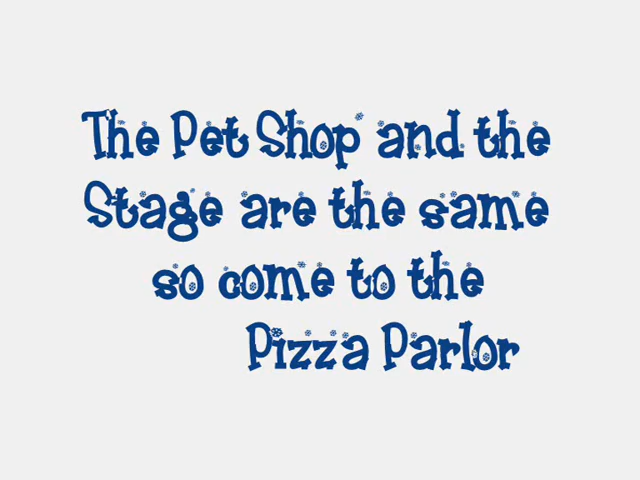 The Pet Shop and the
Stage are the same
so come to the
Pizza Parlor